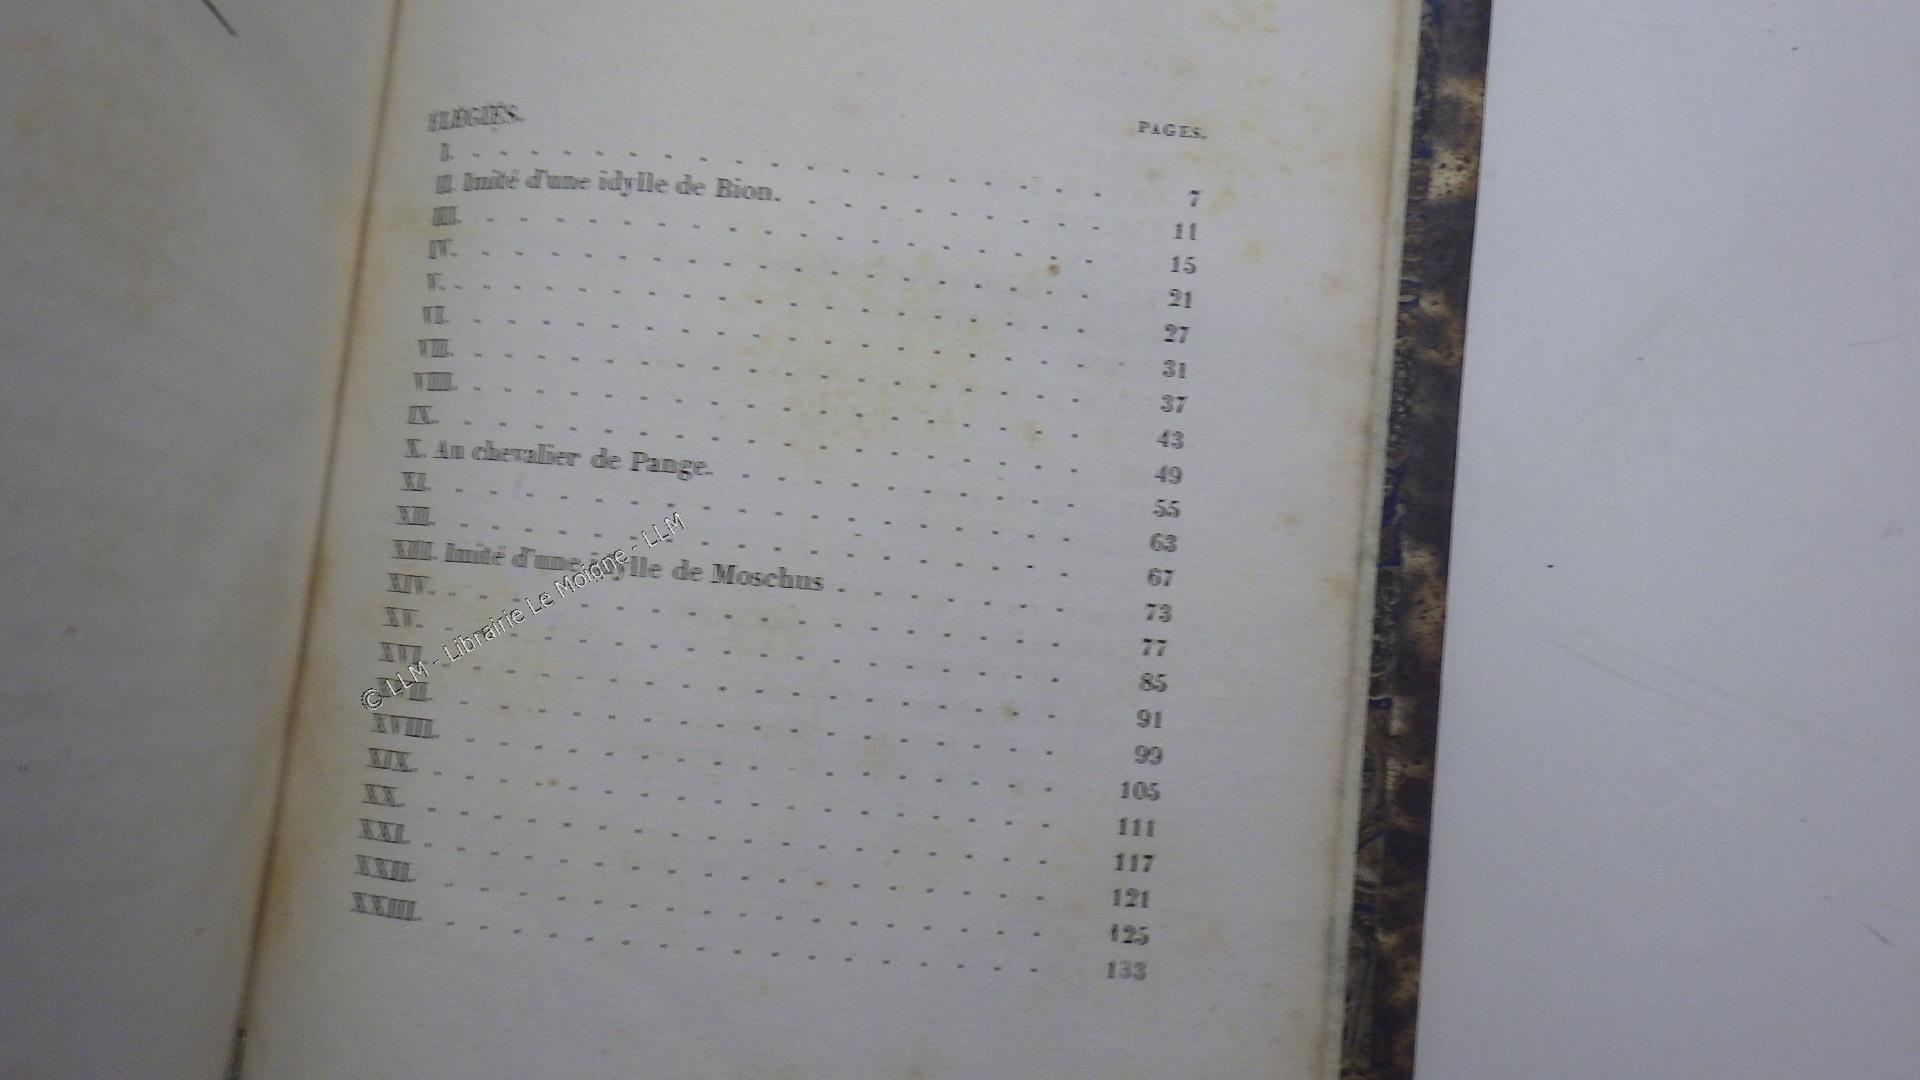 ÉLÉGIES. PAGES.
I. . . . . . . . . . . . . . . . . . . . 7
II. Imité d'une idylle de Bion. . . . . . . . . . 11
III. . . . . . . . . . . . . . . . . . . 15
IV. . . . . . . . . . . . . . . . . . . 21
V. . . . . . . . . . . . . . . . . . . . 27
VI. . . . . . . . . . . . . . . . . . . 31
VII. . . . . . . . . . . . . . . . . . . 37
VIII. . . . . . . . . . . . . . . . . . . 43
IX. . . . . . . . . . . . . . . . . . . 49
X. Au chevalier de Pange. . . . . . . . . . . 55
XI. . . . . . . . . . . . . . . . . . . 63
XII. . . . . . . . . . . . . . . . . . . 67
XIII. Imité d'une idylle de Moschus . . . . . . . 73
XIV. . . . . . . . . . . . . . . . . . . 77
XV. . . . . . . . . . . . . . . . . . . 85
XVI. . . . . . . . . . . . . . . . . . . 91
XVII. . . . . . . . . . . . . . . . . . 99
XVIII. . . . . . . . . . . . . . . . . . 105
XIX. . . . . . . . . . . . . . . . . . . 111
XX. . . . . . . . . . . . . . . . . . . 117
XXI. . . . . . . . . . . . . . . . . . . 121
XXII. . . . . . . . . . . . . . . . . . 125
XXIII. . . . . . . . . . . . . . . . . . 133
© LLM - Librairie Le Moigne - LLM